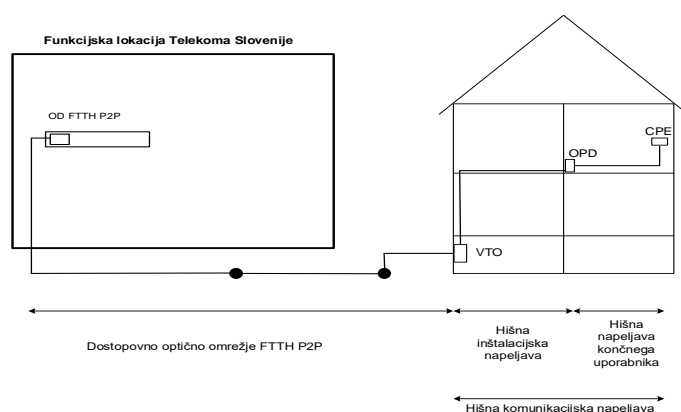 Funkcijska lokacija Telekoma Slovenije
OD FTTH P2P
CPE
OPD
VTO
Dostopovno optično omrežje FTTH P2P
Hišna
inštalacijska
napeljava
Hišna
napeljava
končnega
uporabnika
Hišna komunikacijska napeljava